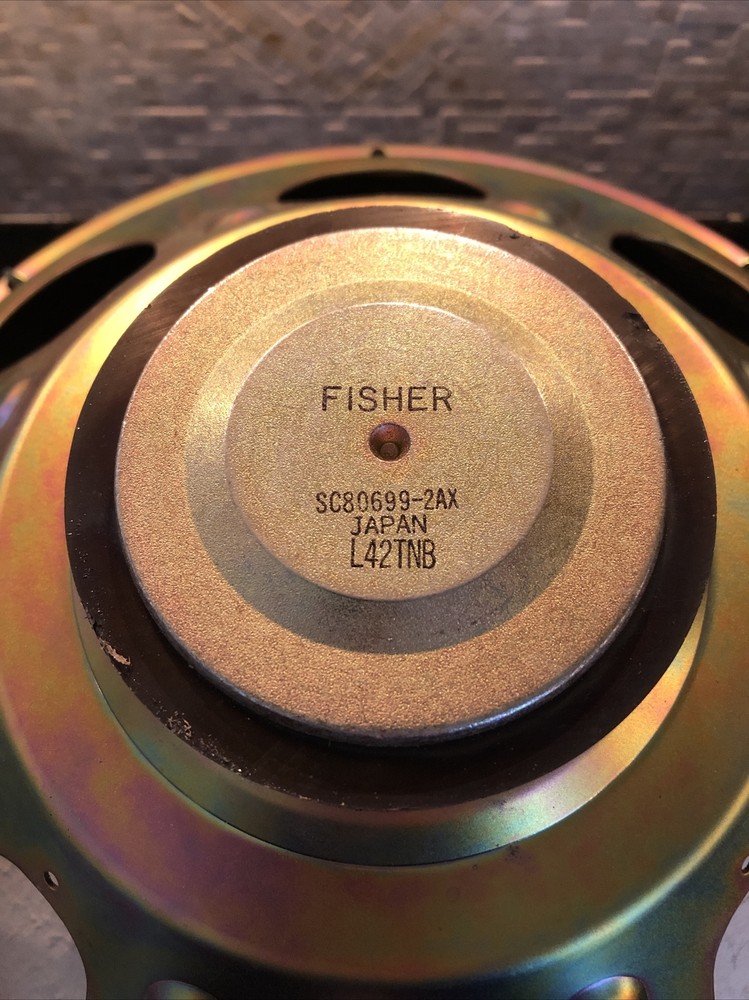 FISHER
SC80699-2AX
JAPAN
L42TNB